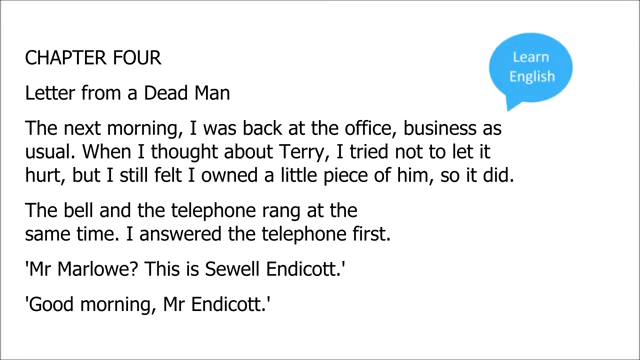 CHAPTER FOUR
Learn
English
Letter from a Dead Man
The next morning, I was back at the office, business as
usual. When I thought about Terry, I tried not to let it
hurt, but I still felt I owned a little piece of him, so it did.
The bell and the telephone rang at the
same time. I answered the telephone first.
'Mr Marlowe? This is Sewell Endicott.'
'Good morning, Mr Endicott.'